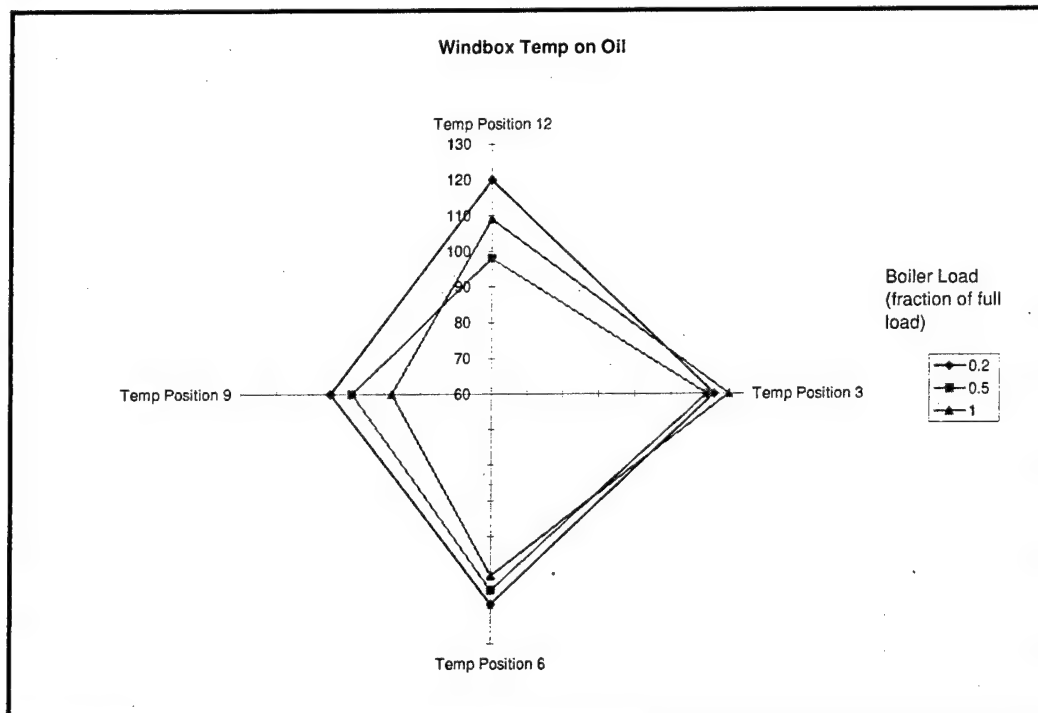 Windbox Temp on Oil
Temp Position 12
130
120
110
100
90
80
70
60
Temp Position 9
Temp Position 3
Temp Position 6
Boiler Load
(fraction of full
load)
0.2
0.5
1